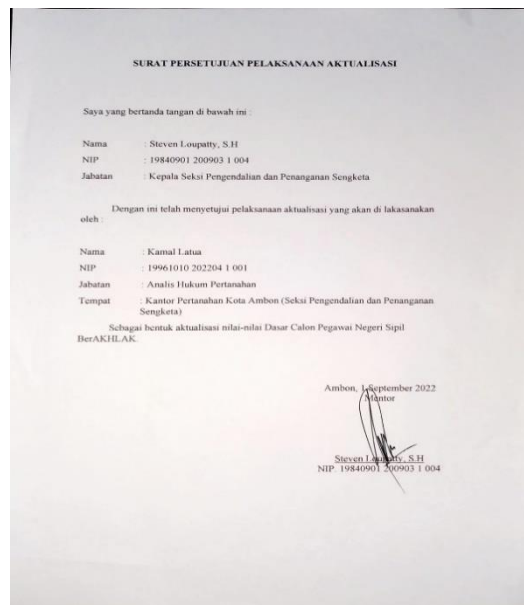 SURAT PERSETUJUAN PELAKSANAAN AKTUALISASI
Saya yang bertanda tangan di bawah ini :
Nama : Steven Loupatty, S.H
NIP : 19840901 200903 1 004
Jabatan : Kepala Seksi Pengendalian dan Penanganan Sengketa
Dengan ini telah menyetujui pelaksanaan aktualisasi yang akan di lakasanakan
oleh :
Nama : Kamal Latua
NIP : 19961010 202204 1 001
Jabatan : Analis Hukum Pertanahan
Tempat : Kantor Pertanahan Kota Ambon (Seksi Pengendalian dan Penanganan
Sengketa)
Sebagai bentuk aktualisasi nilai-nilai Dasar Calon Pegawai Negeri Sipil
BerAKHLAK.
Ambon, 1 September 2022
Mentor
Steven Loupatty, S.H
NIP. 19840901 200903 1 004